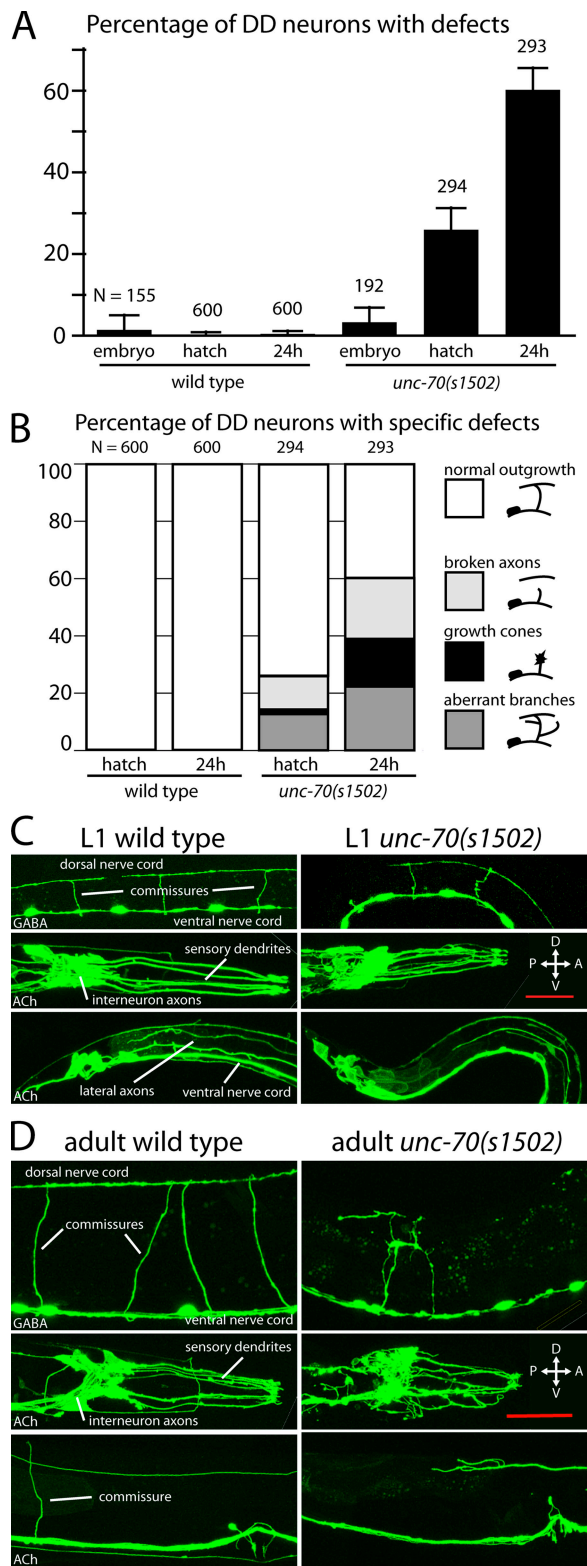 A
Percentage of DD neurons with defects
60
40
20
0
N = 155
600
600
192
294
293
embryo
hatch
24h
embryo
hatch
24h
wild type
unc-70(s1502)
B
Percentage of DD neurons with specific defects
N = 600
600
294
293
100
80
60
40
20
0
hatch
24h
hatch
24h
wild type
unc-70(s1502)
normal outgrowth
broken axons
growth cones
aberrant branches
C
L1 wild type
L1 unc-70(s1502)
dorsal nerve cord
commissures
GABA
ventral nerve cord
sensory dendrites
interneuron axons
ACh
D
P
A
V
lateral axons
ventral nerve cord
ACh
D
adult wild type
adult unc-70(s1502)
dorsal nerve cord
commissures
ventral nerve cord
GABA
sensory dendrites
interneuron axons
ACh
D
P
A
V
commissure
ACh